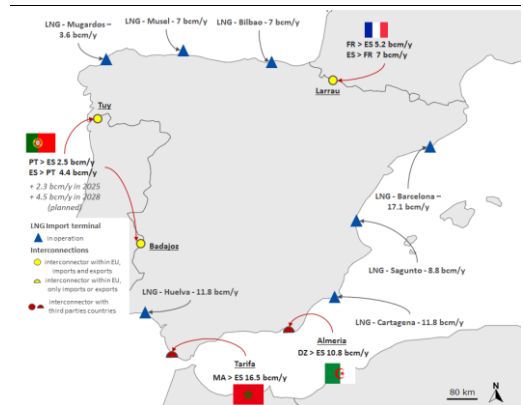 LNG - Mugardos –
3.6 bcm/y
LNG - Musel - 7 bcm/y
LNG - Bilbao - 7 bcm/y
FR > ES 5.2 bcm/y
ES > FR 7 bcm/y
Larrau
Tuy
PT > ES 2.5 bcm/y
ES > PT 4.4 bcm/y
+ 2.3 bcm/y in 2025
+ 4.5 bcm/y in 2028
(planned)
LNG - Barcelona –
17.1 bcm/y
LNG Import terminal
in operation
Interconnections
interconnector within EU,
imports and exports
interconnector within EU,
only imports or exports
interconnector with
third parties countries
Badajoz
LNG - Sagunto - 8.8 bcm/y
LNG - Huelva - 11.8 bcm/y
LNG - Cartagena - 11.8 bcm/y
Almeria
DZ > ES 10.8 bcm/y
Tarifa
MA > ES 16.5 bcm/y
80 km
N